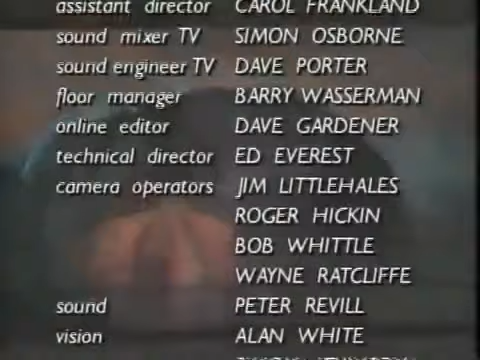 assistant director CAROL FRANKLAND
sound mixer TV SIMON OSBORNE
sound engineer TV DAVE PORTER
floor manager BARRY WASSERMAN
online editor DAVE GARDENER
technical director ED EVEREST
camera operators JIM LITTLEHALES
ROGER HICKIN
BOB WHITTLE
WAYNE RATCLIFFE
sound PETER REVILL
vision ALAN WHITE